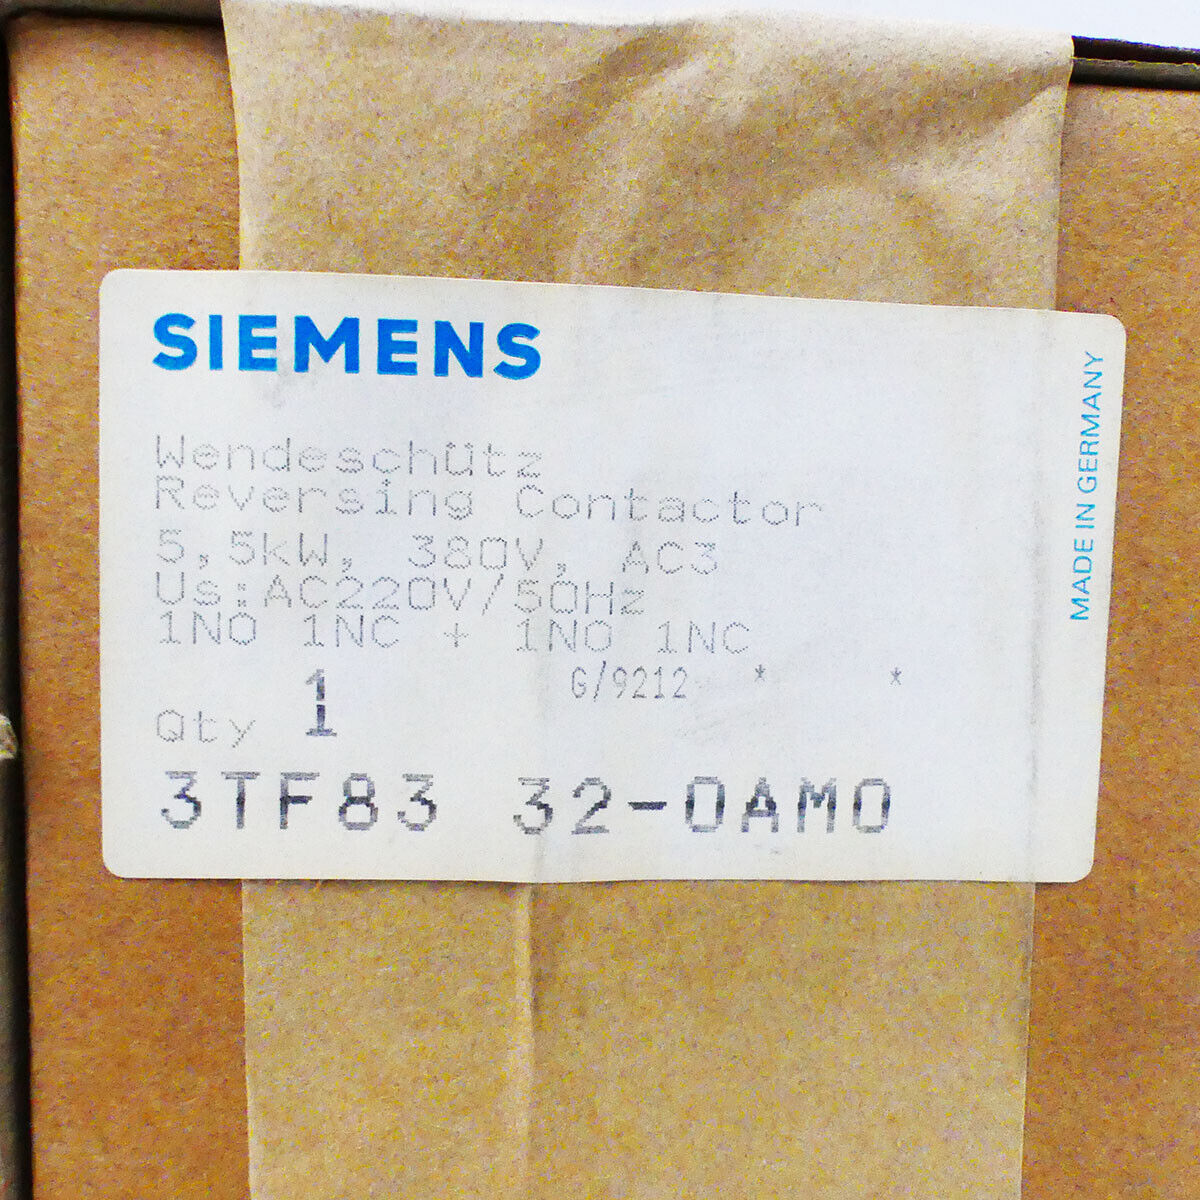 SIEMENS
Wendeschütz
Reversing Contactor
5,5kW, 380V, AC3
Us:AC220V/50Hz
1NO 1NC + 1NO 1NC
G/9212 * *
Qty 1
3TF83 32-0AM0
MADE IN GERMANY